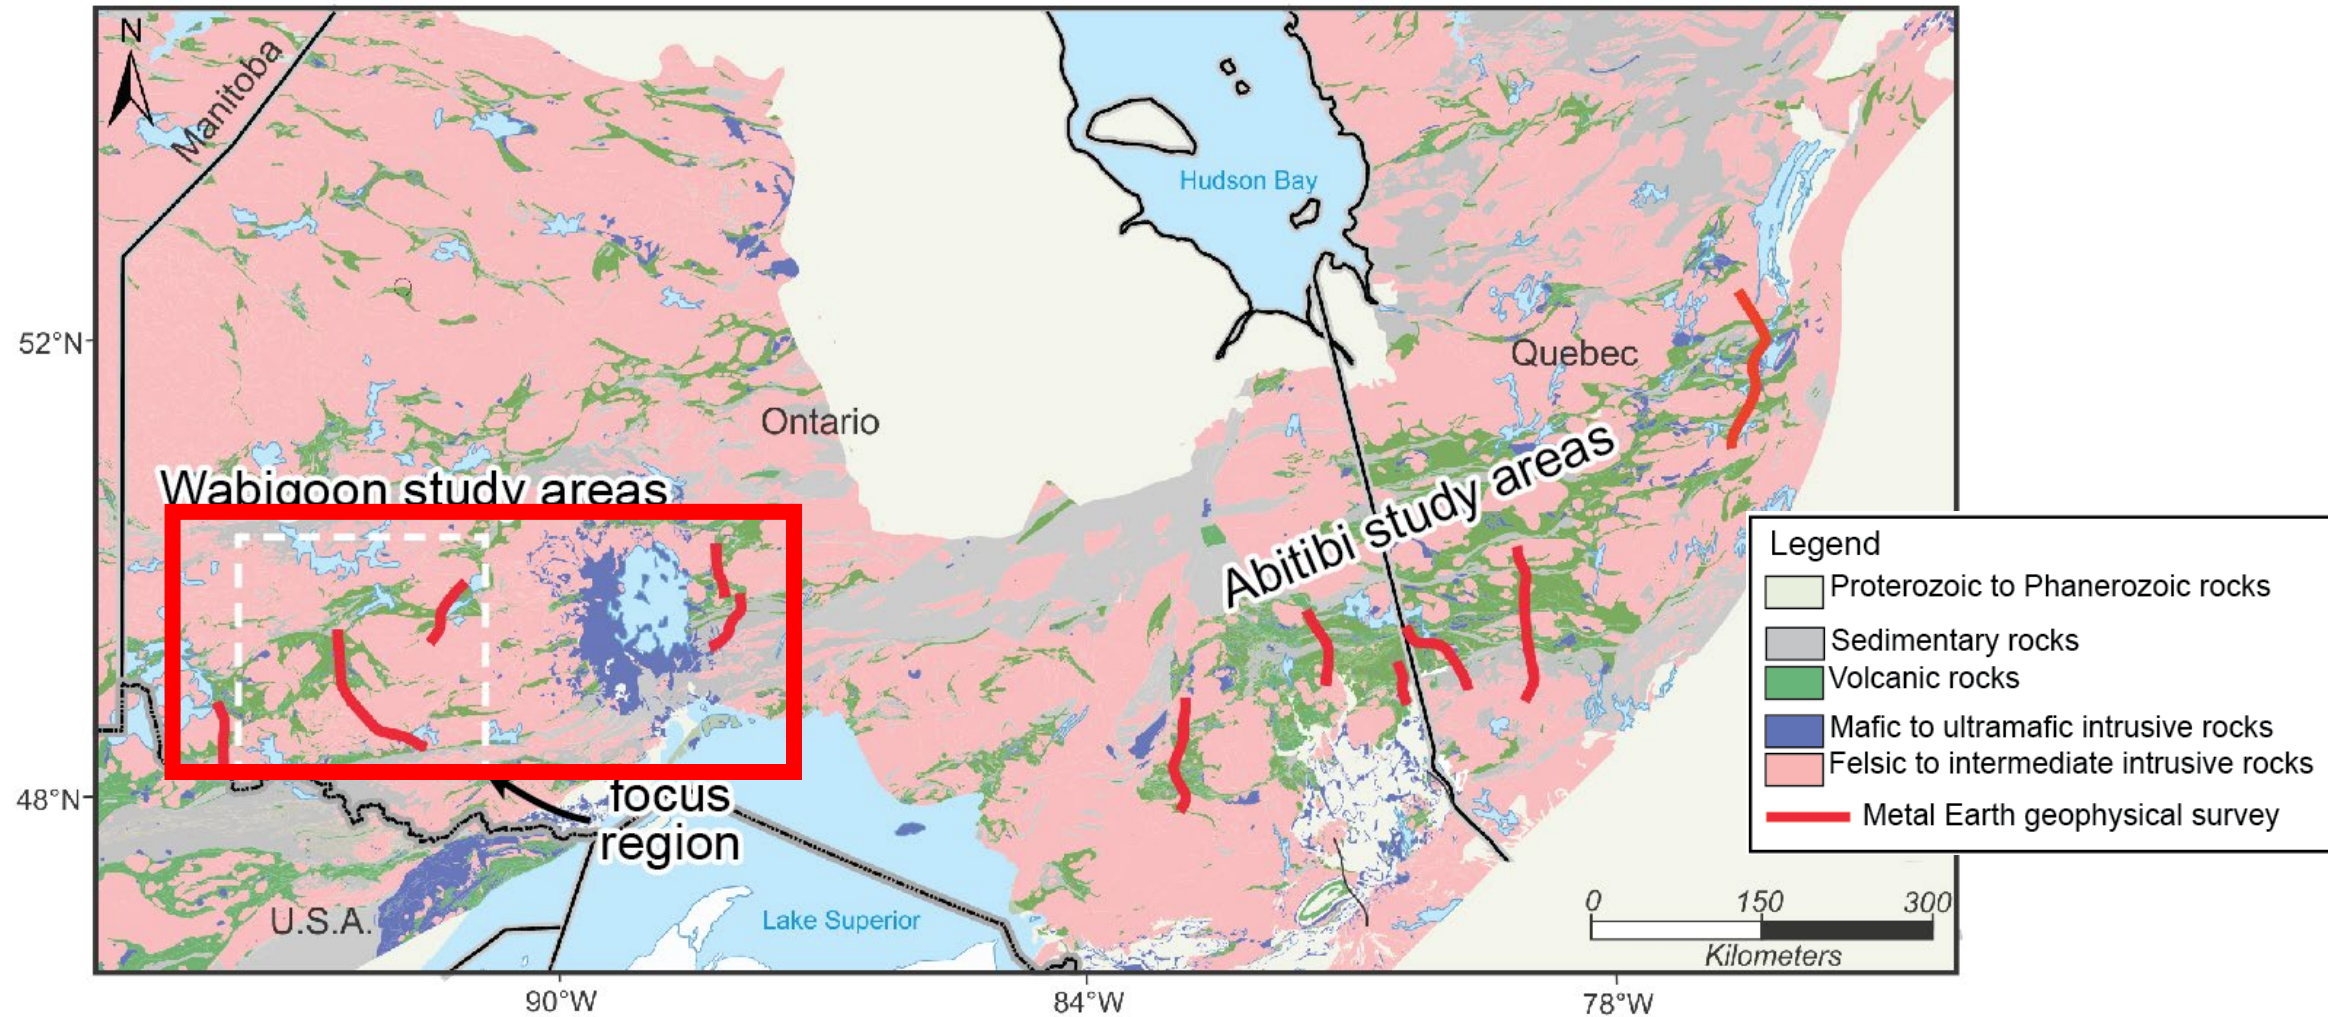 N
Manitoba
Hudson Bay
52°N
Quebec
Ontario
Abitibi study areas
Wabigoon study areas
Legend
Proterozoic to Phanerozoic rocks
Sedimentary rocks
Volcanic rocks
Mafic to ultramafic intrusive rocks
Felsic to intermediate intrusive rocks
Metal Earth geophysical survey
48°N
focus
region
U.S.A.
Lake Superior
0 150 300
Kilometers
90°W 84°W 78°W